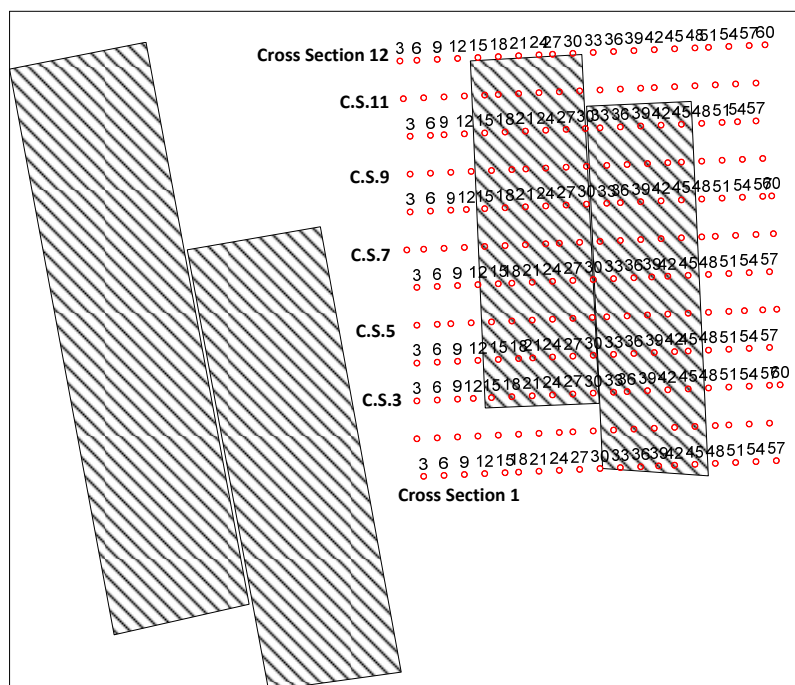 Cross Section 12 3 6 9 12 15 18 21 24 27 30 33 36 39 42 45 48 51 54 57 60
C.S.11
3 6 9 12 15 18 21 24 27 30 33 36 39 42 45 48 51 54 57
C.S.9
3 6 9 12 15 18 21 24 27 30 33 36 39 42 45 48 51 54 57 60
C.S.7
3 6 9 12 15 18 21 24 27 30 33 36 39 42 45 48 51 54 57
C.S.5
3 6 9 12 15 18 21 24 27 30 33 36 39 42 45 48 51 54 57
C.S.3 3 6 9 12 15 18 21 24 27 30 33 36 39 42 45 48 51 54 57 60
3 6 9 12 15 18 21 24 27 30 33 36 39 42 45 48 51 54 57
Cross Section 1